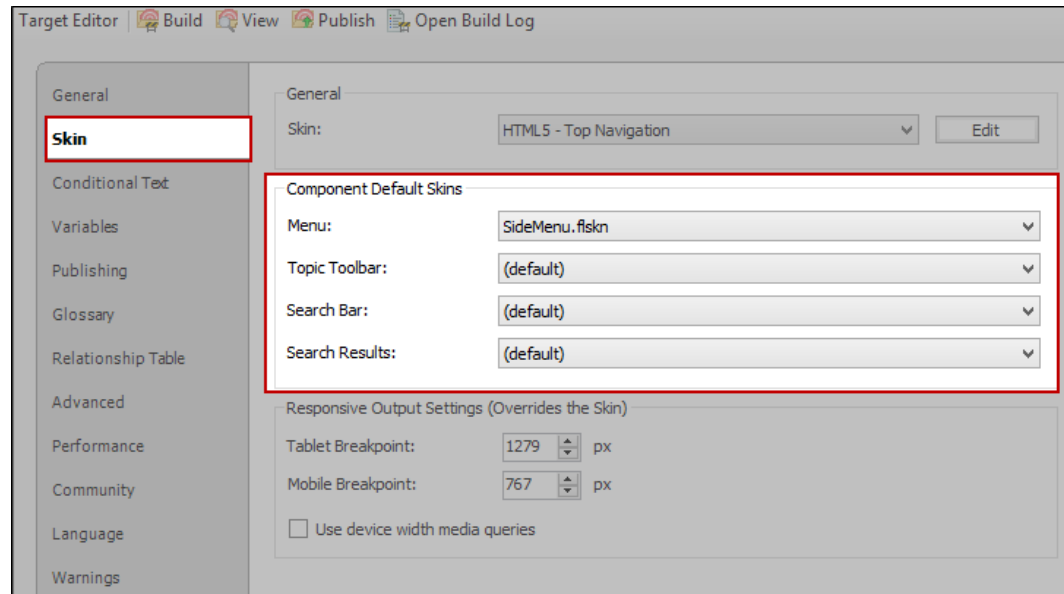 Target Editor Build View Publish Open Build Log
General
Skin
Conditional Text
Variables
Publishing
Glossary
Relationship Table
Advanced
Performance
Community
Language
Warnings
General
Skin: HTML5 - Top Navigation Edit
Component Default Skins
Menu: SideMenu.flskn
Topic Toolbar: (default)
Search Bar: (default)
Search Results: (default)
Responsive Output Settings (Overrides the Skin)
Tablet Breakpoint: 1279 px
Mobile Breakpoint: 767 px
Use device width media queries